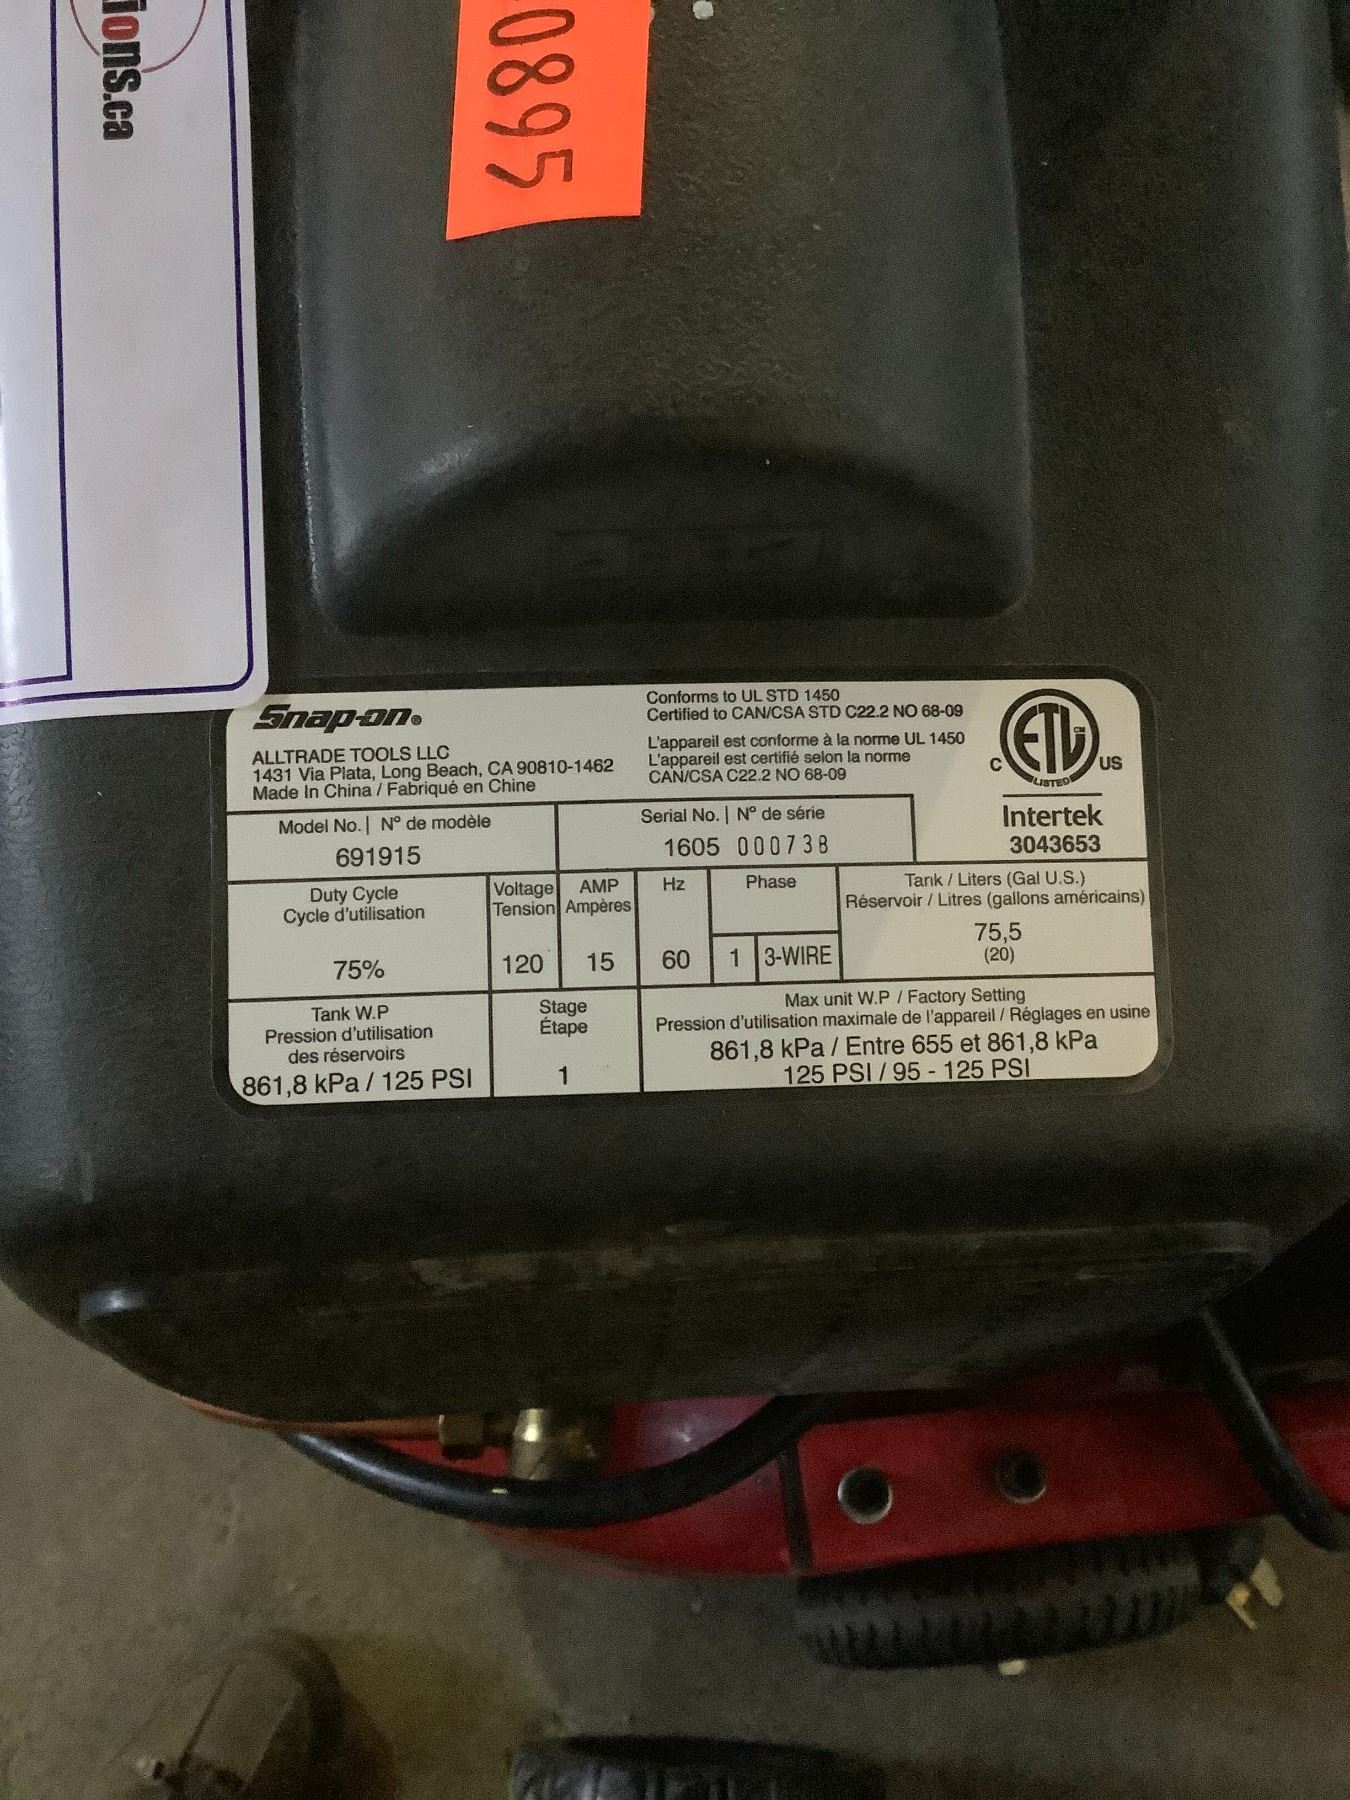 ions.ca
0895
Snap-on®
ALLTRADE TOOLS LLC
1431 Via Plata, Long Beach, CA 90810-1462
Made In China / Fabriqué en Chine
Conforms to UL STD 1450
Certified to CAN/CSA STD C22.2 NO 68-09
L'appareil est conforme à la norme UL 1450
L'appareil est certifié selon la norme
CAN/CSA C22.2 NO 68-09
ETL CM
C US
LISTED
Intertek
3043653
Model No. | Nº de modèle
691915
Serial No. | Nº de série
1605 000738
Duty Cycle
Cycle d'utilisation
75%
Voltage
Tension
120
AMP
Ampères
15
Hz
60
Phase
1 3-WIRE
Tank / Liters (Gal U.S.)
Réservoir / Litres (gallons américains)
75,5
(20)
Tank W.P
Pression d'utilisation
des réservoirs
861,8 kPa / 125 PSI
Stage
Étape
1
Max unit W.P / Factory Setting
Pression d'utilisation maximale de l'appareil / Réglages en usine
861,8 kPa / Entre 655 et 861,8 kPa
125 PSI / 95 - 125 PSI